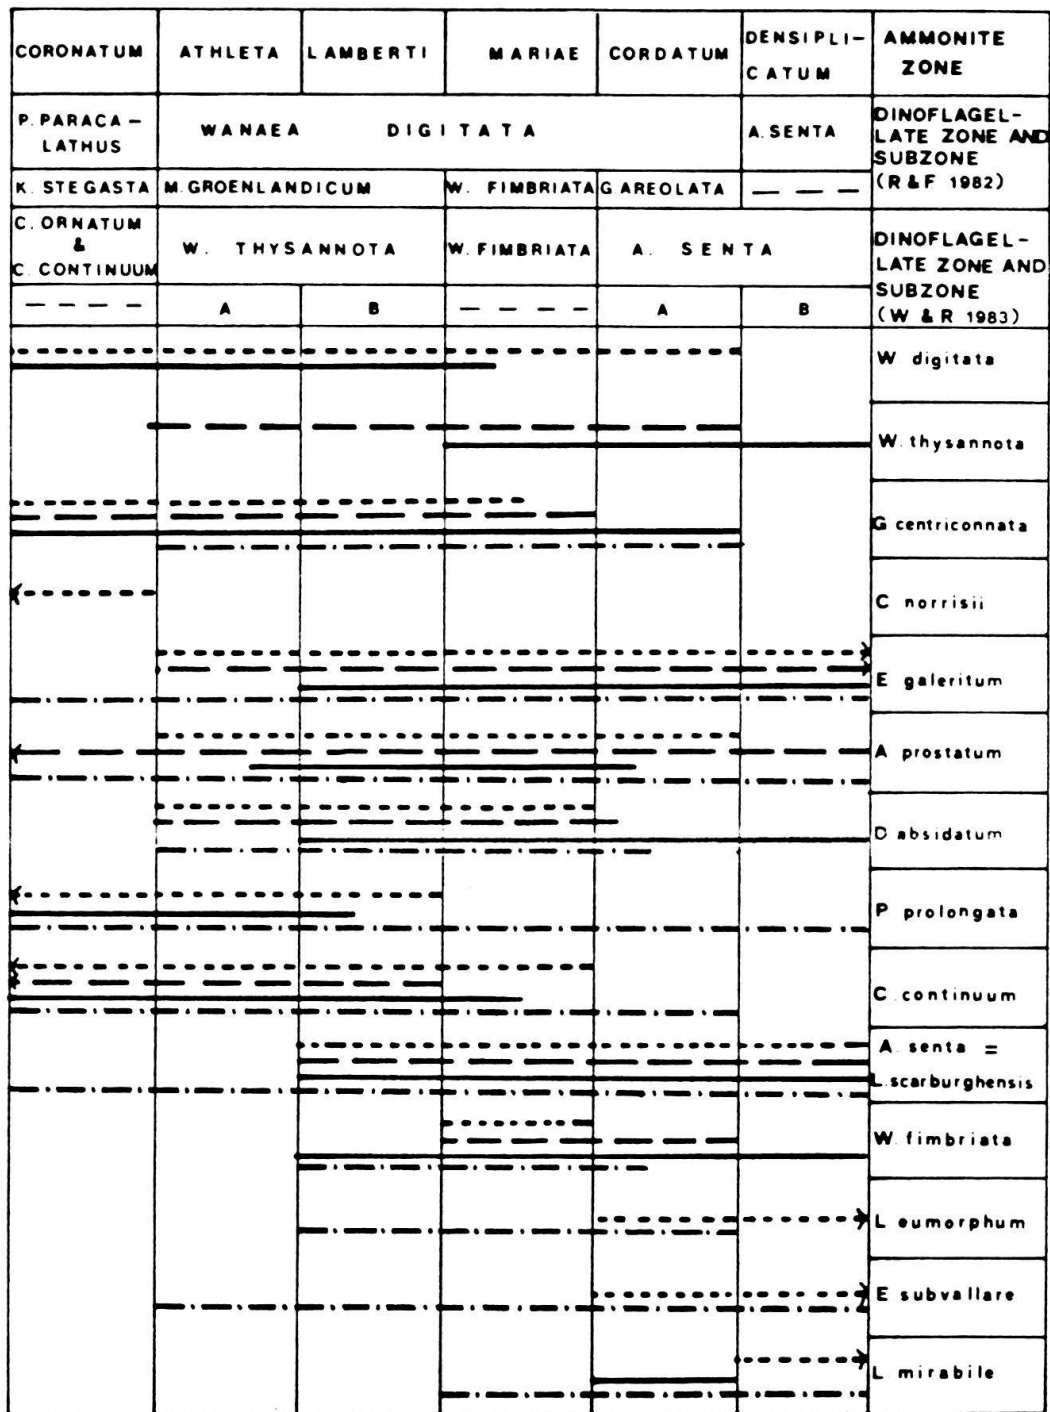 CORONATUM ATHLETA LAMBERTI MARIAE CORDATUM DENSIPLI-
CATUM AMMONITE
ZONE
P. PARACA-
LATHUS WANAEA DIGITATA A. SENTA DINOFLAGEL-
LATE ZONE AND
SUBZONE
(R & F 1982)
K. STEGASTA M. GROENLANDICUM W. FIMBRIATA G. AREOLATA
C. ORNATUM
&
C. CONTINUUM W. THYSANNOTA W. FIMBRIATA A. SENTA DINOFLAGEL-
LATE ZONE AND
SUBZONE
(W & R 1983)
A B A B
W. digitata
W. thysannota
G centriconnata
C norrisii
E galeritum
A prostatum
D absidatum
P prolongata
C. continuum
A. senta =
L. scarburghensis
W. fimbriata
L eumorphum
E subvallare
L. mirabile